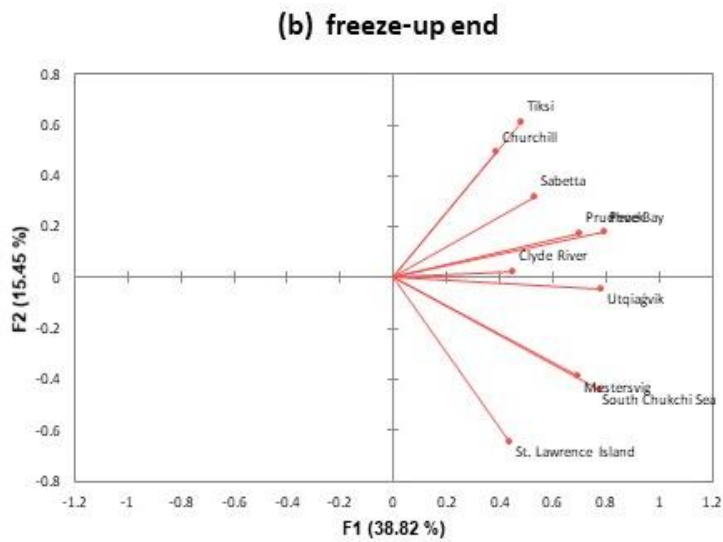 (b) freeze-up end
0.8
Tiksi
0.6
Churchill
0.4
Sabetta
0.2
Bay
Clyde River
0
Utqiaġvik
-0.2
-0.4
Mestersvig
South Chukchi Sea
-0.6
St. Lawrence Island
-0.8
-1.2 -1 -0.8 -0.6 -0.4 -0.2 0 0.2 0.4 0.6 0.8 1 1.2
F1 (38.82 %)
F2 (15.45 %)